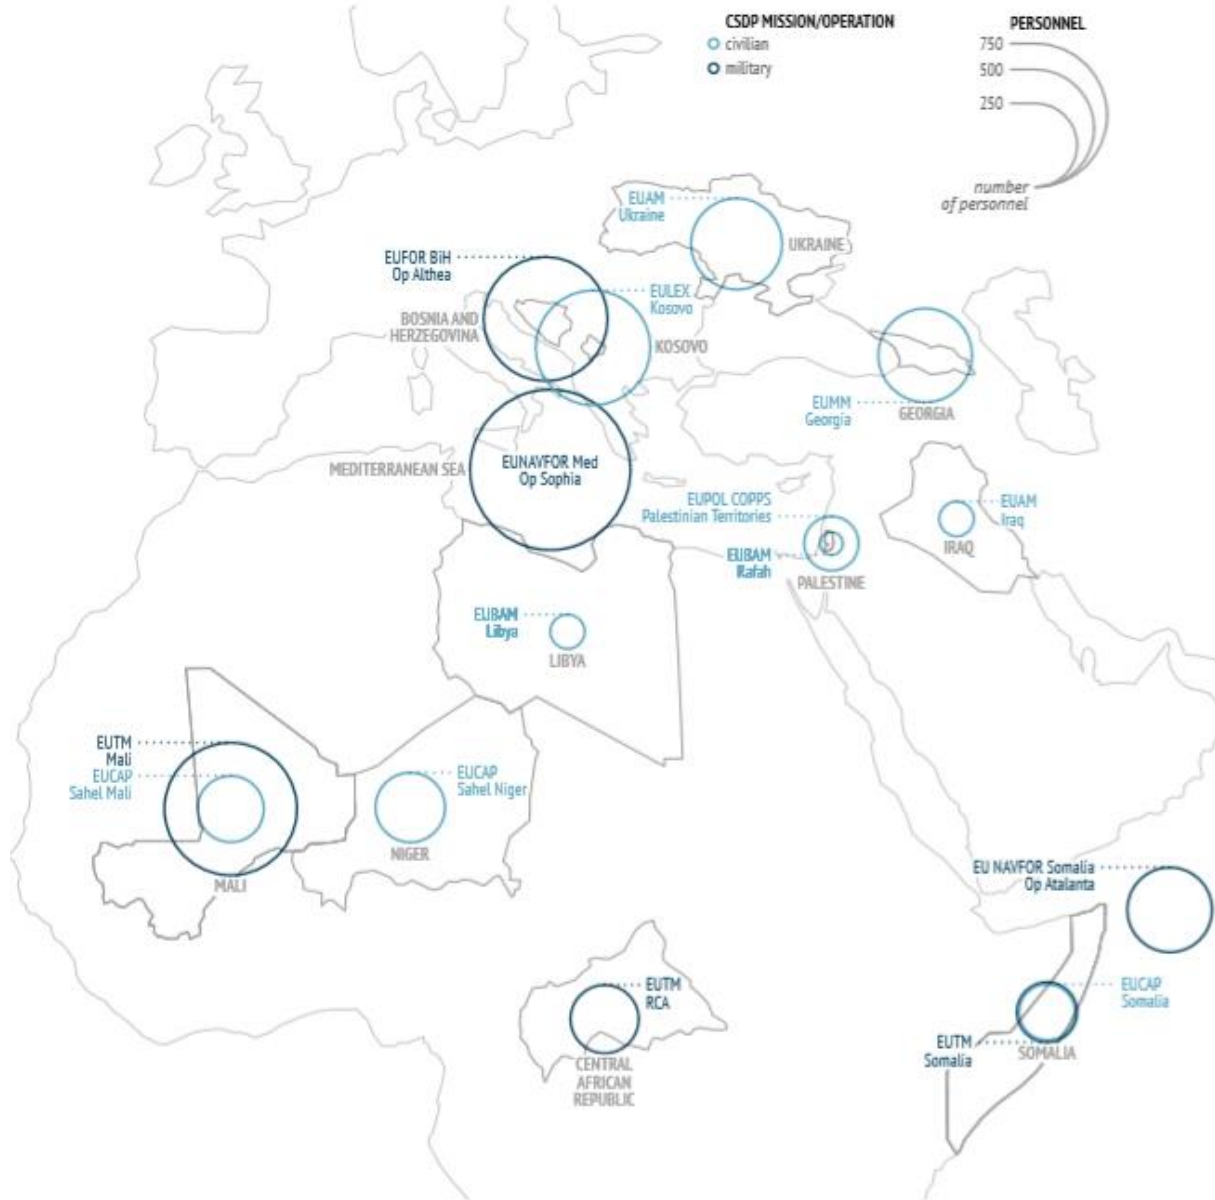 CSDP MISSION/OPERATION
civilian
military
PERSONNEL
750
500
250
number
of personnel
EUAM
Ukraine
UKRAINE
EUFOR BiH
Op Althea
EULEX
Kosovo
BOSNIA AND
HERZEGOVINA
KOSOVO
EUMM
Georgia
GEORGIA
MEDITERRANEAN SEA
EUNAVFOR Med
Op Sophia
EUPOL COPPS
Palestinian Territories
EUAM
Iraq
IRAQ
EUBAM
Rafah
PALESTINE
EUBAM
Libya
LIBYA
EUTM
Mali
EUCAP
Sahel Mali
MALI
EUCAP
Sahel Niger
NIGER
EU NAVFOR Somalia
Op Atalanta
EUTM
RCA
CENTRAL
AFRICAN
REPUBLIC
EUCAP
Somalia
EUTM
Somalia
SOMALIA